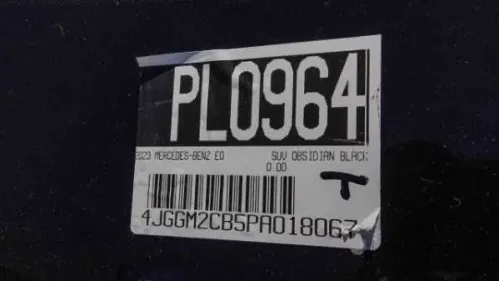 PL0964
2023 MERCEDES-BENZ EQ SUV OBSIDIAN BLACK
0.00
T
4JGGM2CB5PA018067